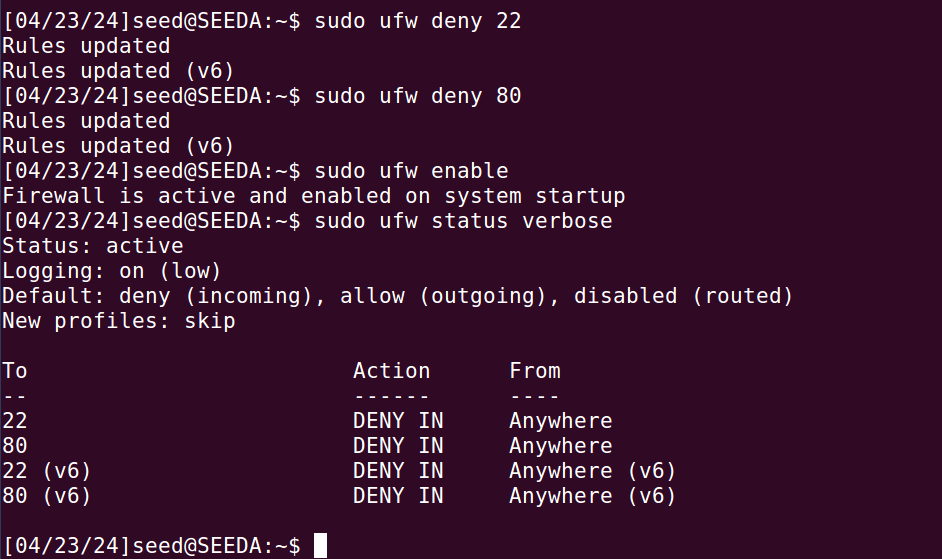 [04/23/24]seed@SEEDA:~$ sudo ufw deny 22
Rules updated
Rules updated (v6)
[04/23/24]seed@SEEDA:~$ sudo ufw deny 80
Rules updated
Rules updated (v6)
[04/23/24]seed@SEEDA:~$ sudo ufw enable
Firewall is active and enabled on system startup
[04/23/24]seed@SEEDA:~$ sudo ufw status verbose
Status: active
Logging: on (low)
Default: deny (incoming), allow (outgoing), disabled (routed)
New profiles: skip

To                         Action      From
--                         ------      ----
22                         DENY IN     Anywhere
80                         DENY IN     Anywhere
22 (v6)                    DENY IN     Anywhere (v6)
80 (v6)                    DENY IN     Anywhere (v6)

[04/23/24]seed@SEEDA:~$